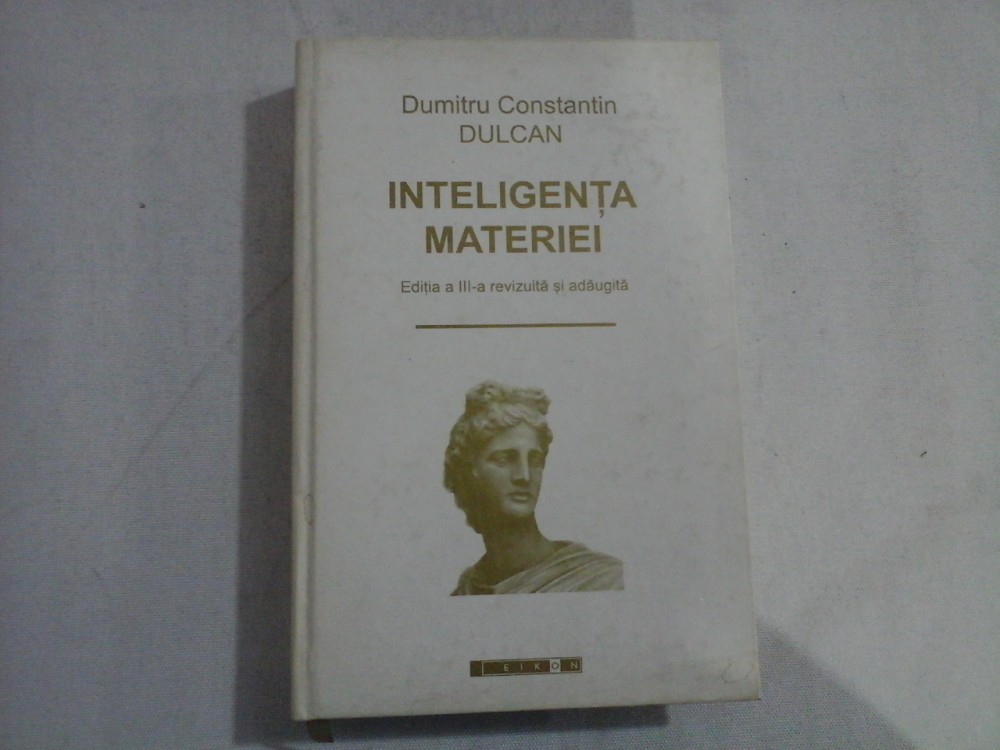 Dumitru Constantin
DULCAN
INTELIGENȚA
MATERIEI
Ediția a III-a revizuită și adăugită
EIKON